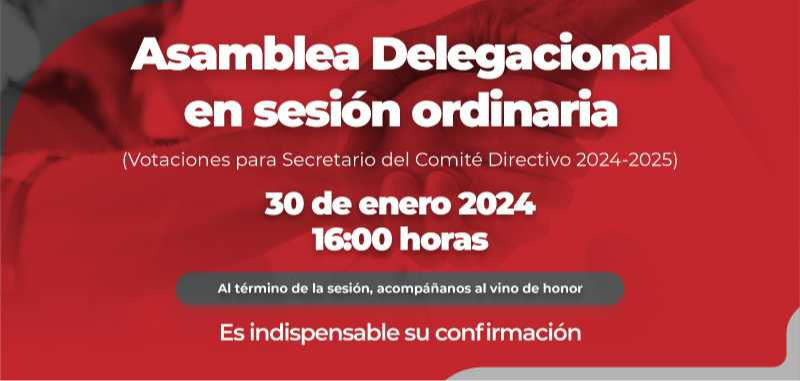 Asamblea Delegacional
en sesión ordinaria
(Votaciones para Secretario del Comité Directivo 2024-2025)
30 de enero 2024
16:00 horas
Al término de la sesión, acompáñanos al vino de honor
Es indispensable su confirmación